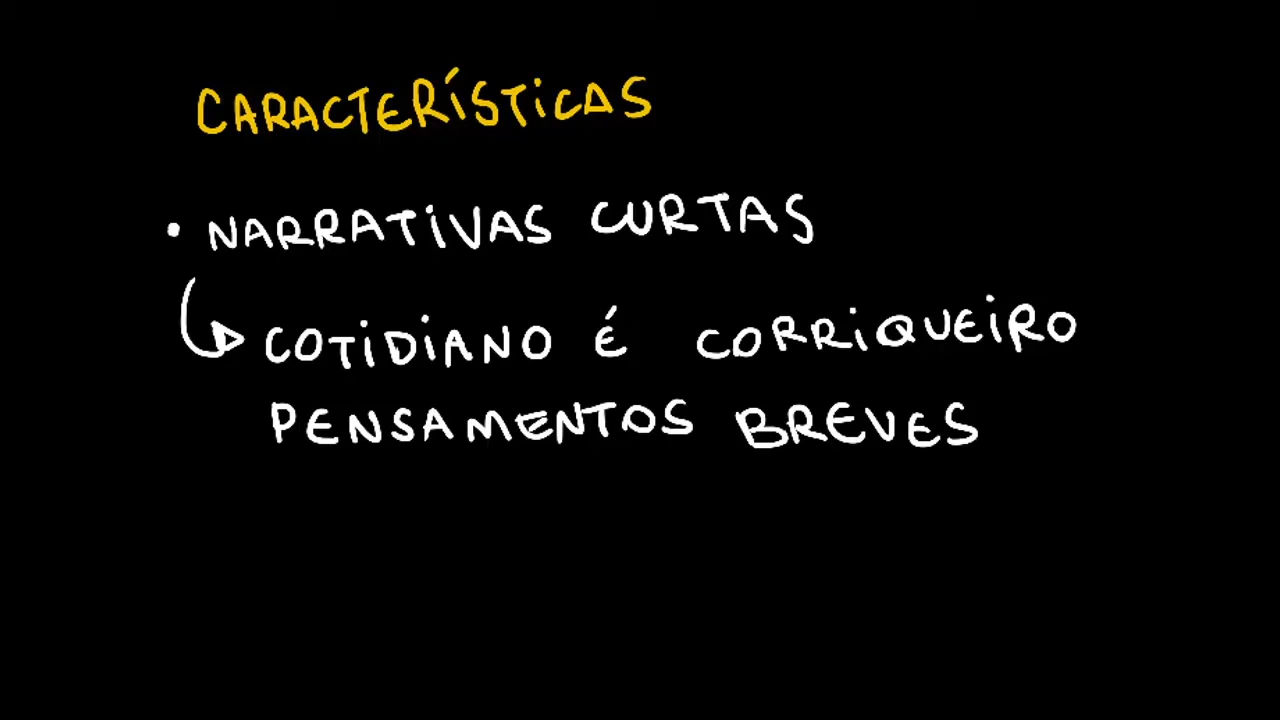 CARACTERÍSTICAS
• NARRATIVAS CURTAS
↳ COTIDIANO É CORRIQUEIRO
PENSAMENTOS BREVES